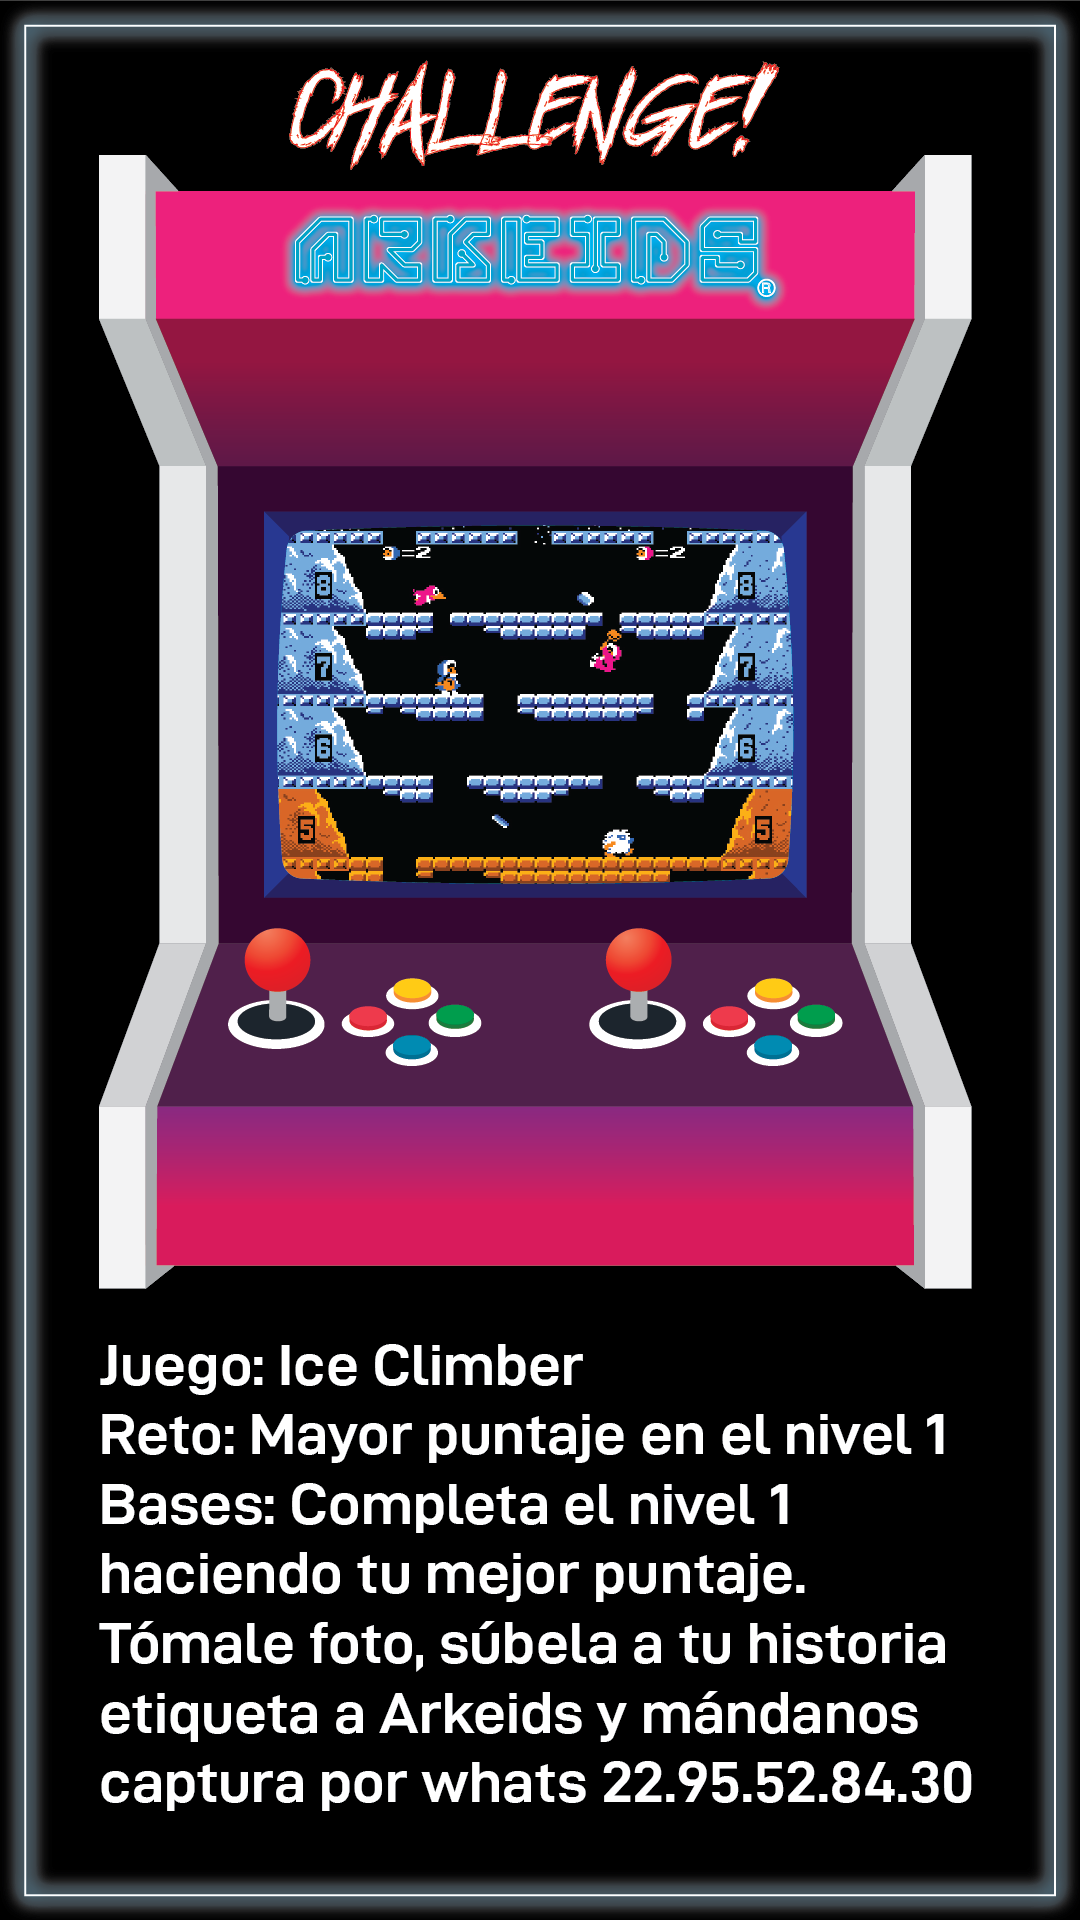 CHALLENGE!
ARKEIDS®
=2 =2
8 8
7 7
6 6
5 5
Juego: Ice Climber
Reto: Mayor puntaje en el nivel 1
Bases: Completa el nivel 1
haciendo tu mejor puntaje.
Tómale foto, súbela a tu historia
etiqueta a Arkeids y mándanos
captura por whats 22.95.52.84.30